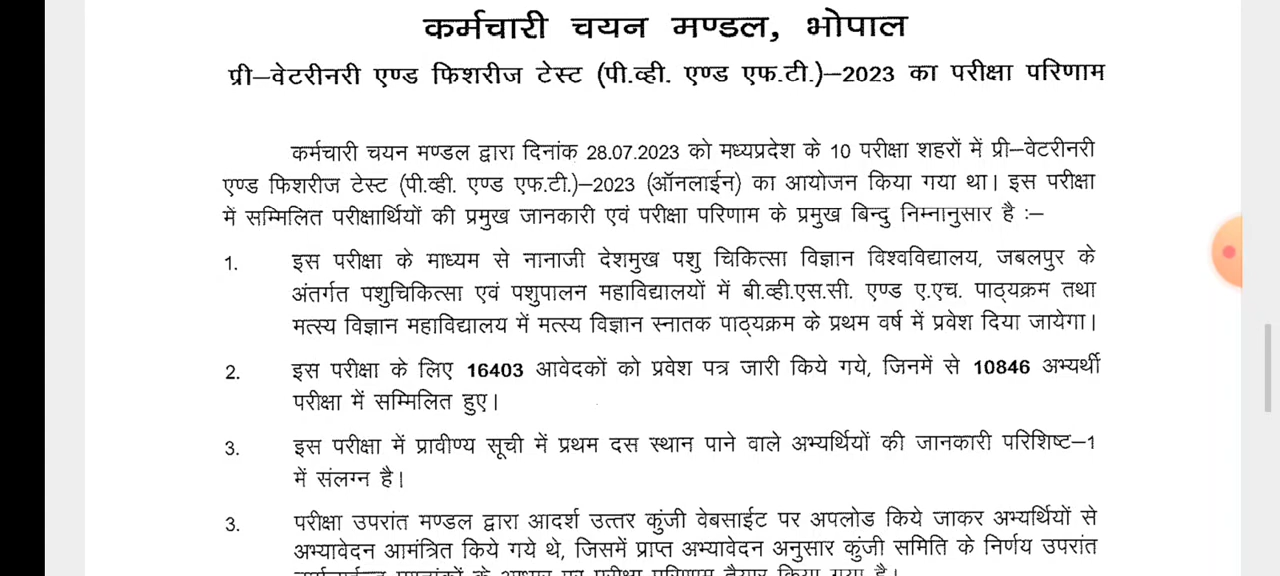 कर्मचारी चयन मण्डल, भोपाल
प्री–वेटरीनरी एण्ड फिशरीज टेस्ट (पी.व्ही. एण्ड एफ.टी.)–2023 का परीक्षा परिणाम
कर्मचारी चयन मण्डल द्वारा दिनांक 28.07.2023 को मध्यप्रदेश के 10 परीक्षा शहरों में प्री–वेटरीनरी
एण्ड फिशरीज टेस्ट (पी.व्ही. एण्ड एफ.टी.)–2023 (ऑनलाईन) का आयोजन किया गया था। इस परीक्षा
में सम्मिलित परीक्षार्थियों की प्रमुख जानकारी एवं परीक्षा परिणाम के प्रमुख बिन्दु निम्नानुसार है :–
1. इस परीक्षा के माध्यम से नानाजी देशमुख पशु चिकित्सा विज्ञान विश्वविद्यालय, जबलपुर के
अंतर्गत पशुचिकित्सा एवं पशुपालन महाविद्यालयों में बी.व्ही.एस.सी. एण्ड ए.एच. पाठ्यक्रम तथा
मत्स्य विज्ञान महाविद्यालय में मत्स्य विज्ञान स्नातक पाठ्यक्रम के प्रथम वर्ष में प्रवेश दिया जायेगा।
2. इस परीक्षा के लिए 16403 आवेदकों को प्रवेश पत्र जारी किये गये, जिनमें से 10846 अभ्यर्थी
परीक्षा में सम्मिलित हुए।
3. इस परीक्षा में प्रावीण्य सूची में प्रथम दस स्थान पाने वाले अभ्यर्थियों की जानकारी परिशिष्ट–1
में संलग्न है।
3. परीक्षा उपरांत मण्डल द्वारा आदर्श उत्तर कुंजी वेबसाईट पर अपलोड किये जाकर अभ्यर्थियों से
अभ्यावेदन आमंत्रित किये गये थे, जिसमें प्राप्त अभ्यावेदन अनुसार कुंजी समिति के निर्णय उपरांत
के आधार पर परीक्षा परिणाम तैयार किया गया है।